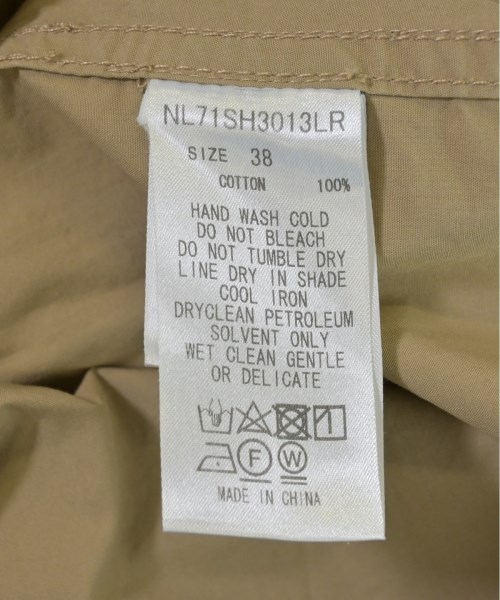 NL71SH3013LR
SIZE 38
COTTON 100%
HAND WASH COLD
DO NOT BLEACH
DO NOT TUMBLE DRY
LINE DRY IN SHADE
COOL IRON
DRYCLEAN PETROLEUM
SOLVENT ONLY
WET CLEAN GENTLE
OR DELICATE
F W
MADE IN CHINA